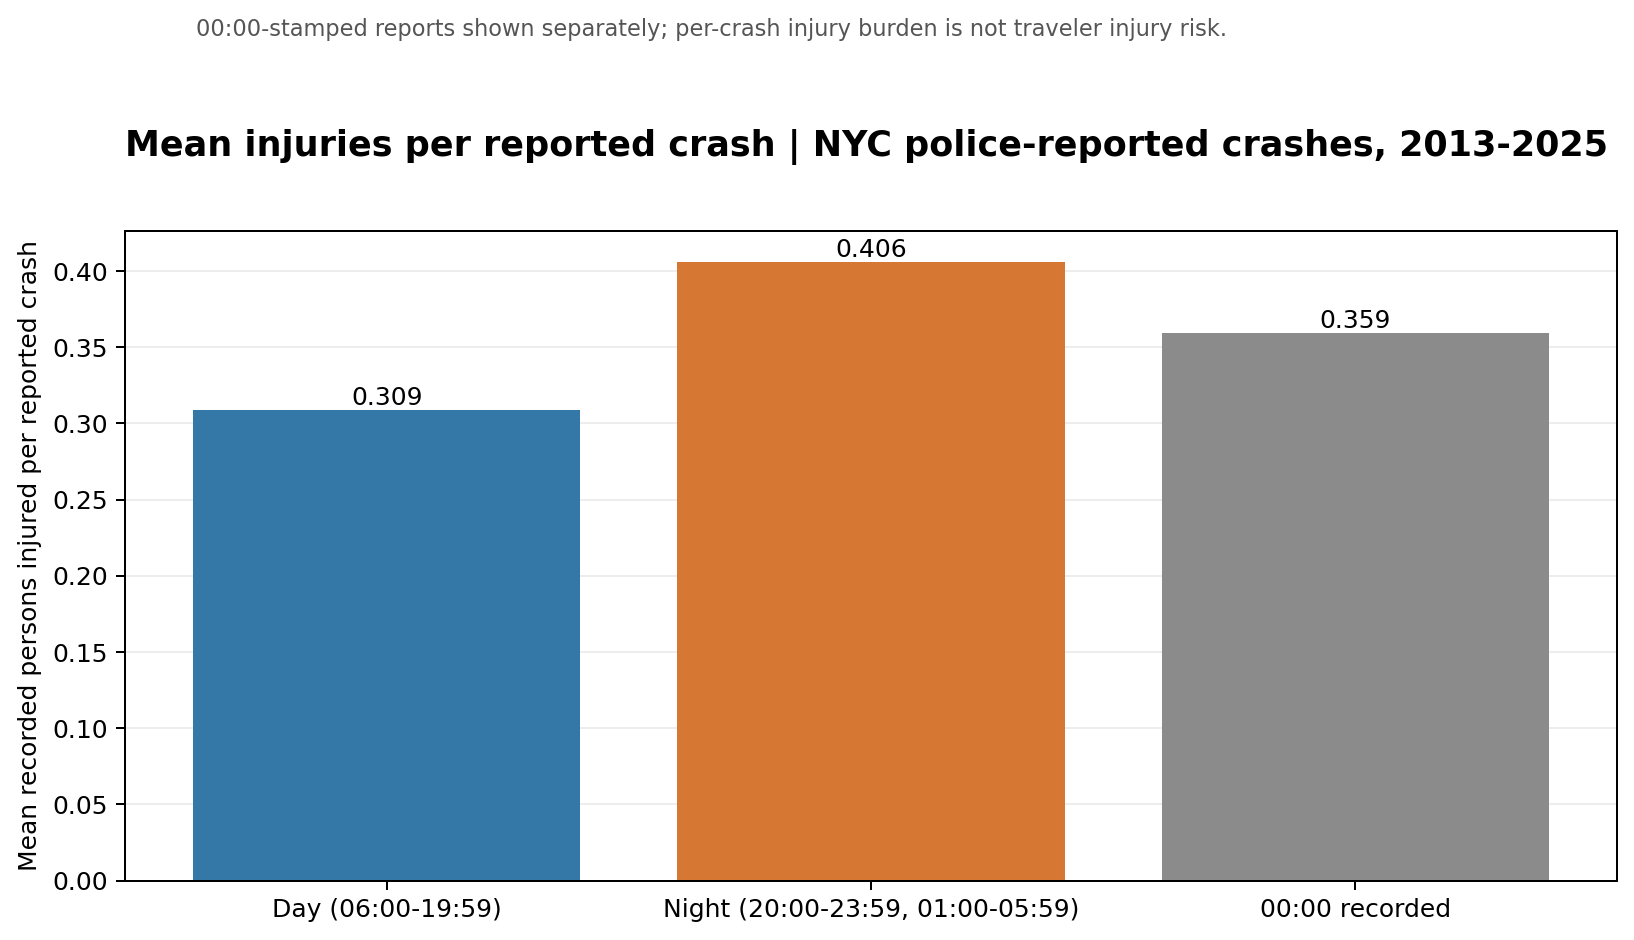 00:00-stamped reports shown separately; per-crash injury burden is not traveler injury risk.
Mean injuries per reported crash | NYC police-reported crashes, 2013-2025
Mean recorded persons injured per reported crash
0.40
0.35
0.30
0.25
0.20
0.15
0.10
0.05
0.00
0.309
0.406
0.359
Day (06:00-19:59)
Night (20:00-23:59, 01:00-05:59)
00:00 recorded